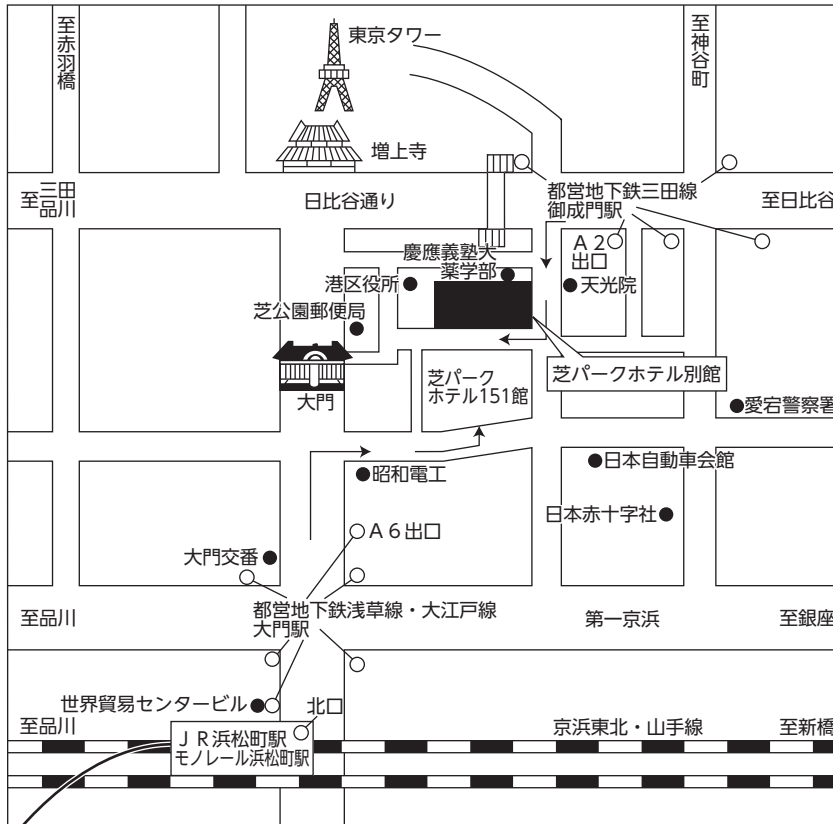 至赤羽橋
東京タワー
至神谷町
増上寺
至三田
品川
日比谷通り
都営地下鉄三田線
御成門駅
至日比谷
慶應義塾大
薬学部
A2
出口
港区役所
天光院
芝公園郵便局
芝パーク
ホテル151館
芝パークホテル別館
大門
愛宕警察署
昭和電工
日本自動車会館
A6出口
日本赤十字社
大門交番
至品川
都営地下鉄浅草線・大江戸線
大門駅
第一京浜
至銀座
世界貿易センタービル
北口
至品川
JR浜松町駅
モノレール浜松町駅
京浜東北・山手線
至新橋